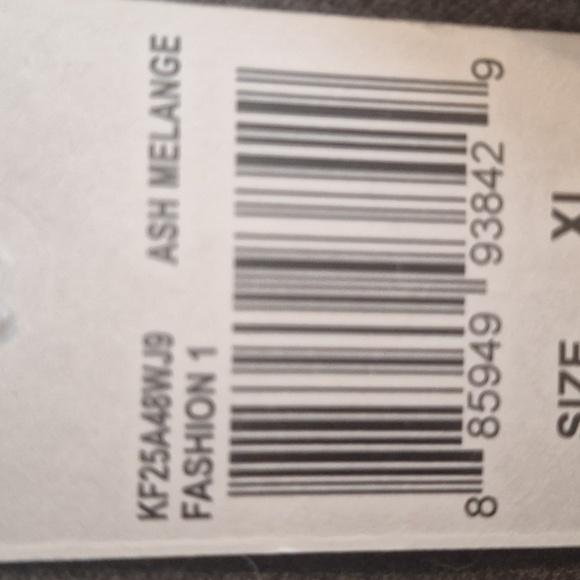 KF25A48WJ9 ASH MELANGE
FASHION 1
8 85949 93842 9
SIZE XL